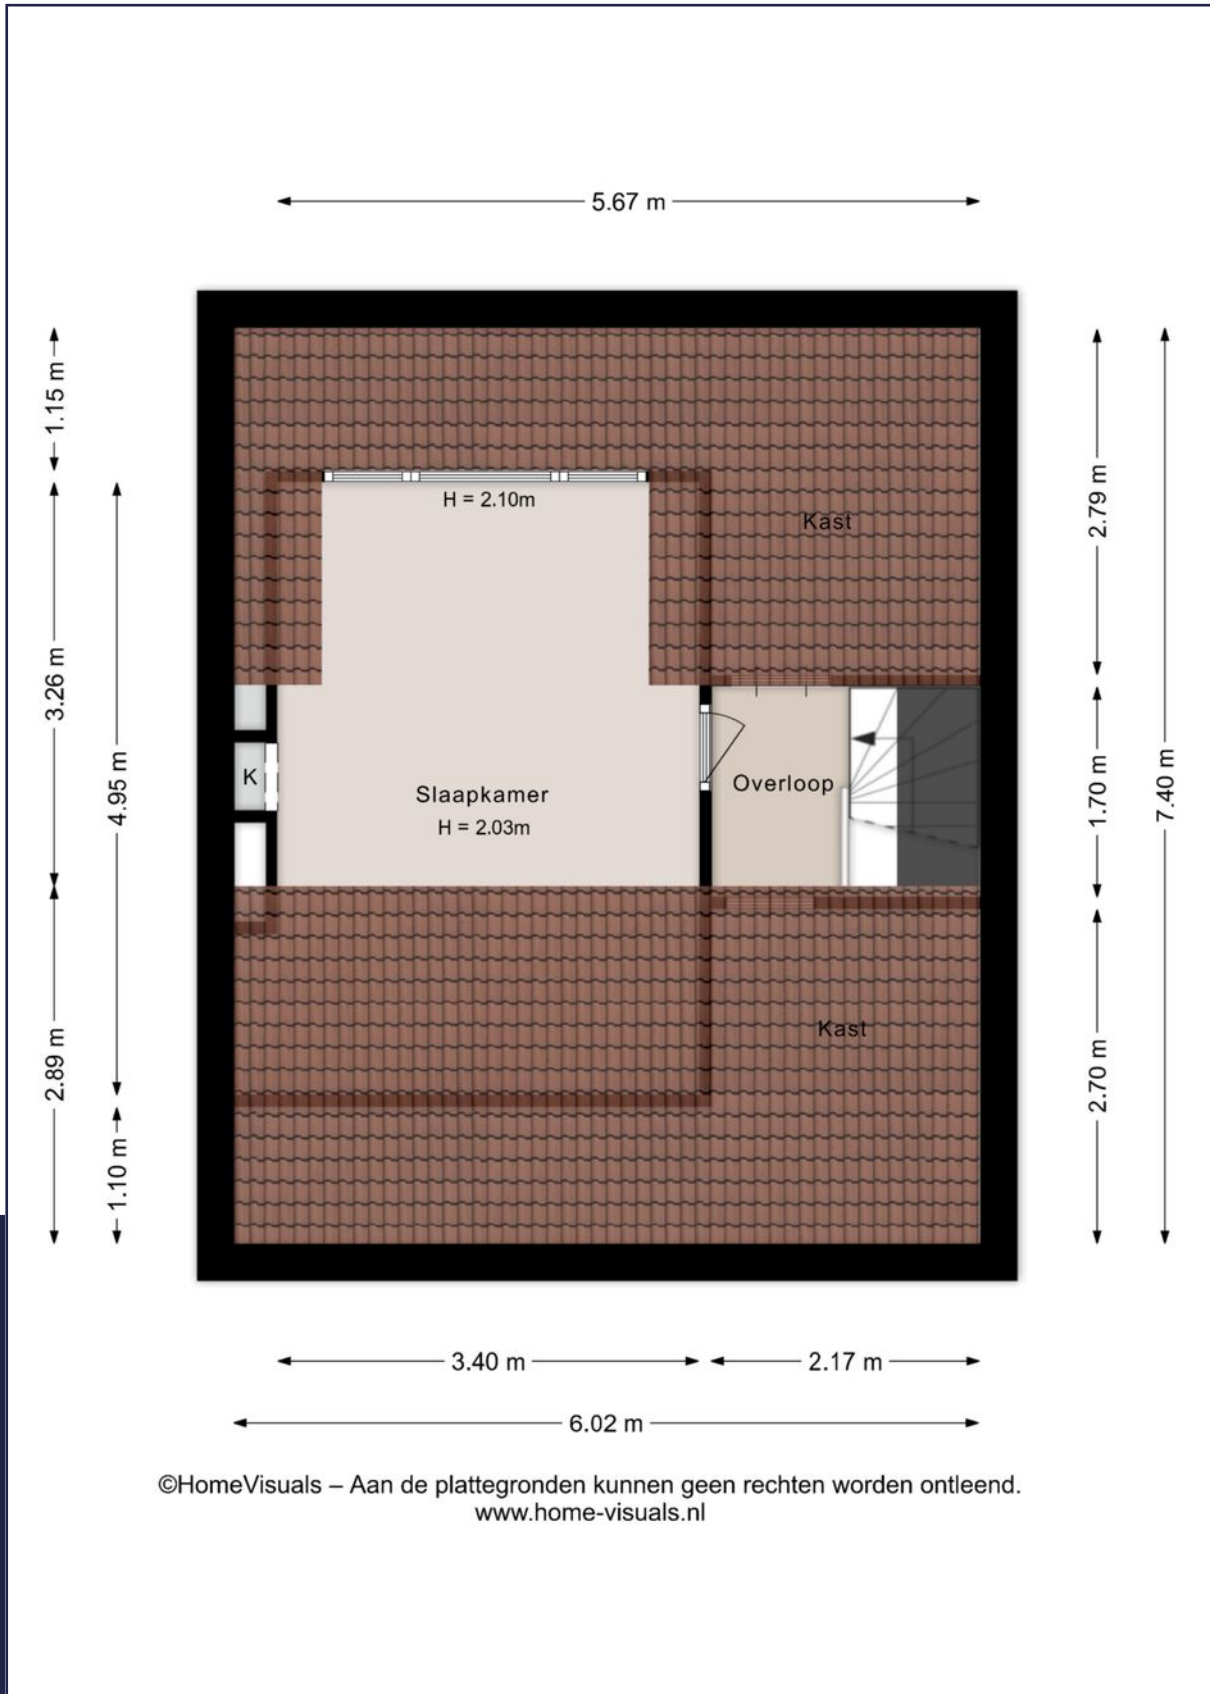 5.67 m
1.15 m
H = 2.10m
Kast
2.79 m
3.26 m
4.95 m
K
Slaapkamer
H = 2.03m
Overloop
1.70 m
7.40 m
2.89 m
Kast
2.70 m
1.10 m
3.40 m
2.17 m
6.02 m
©HomeVisuals – Aan de plattegronden kunnen geen rechten worden ontleend.
www.home-visuals.nl